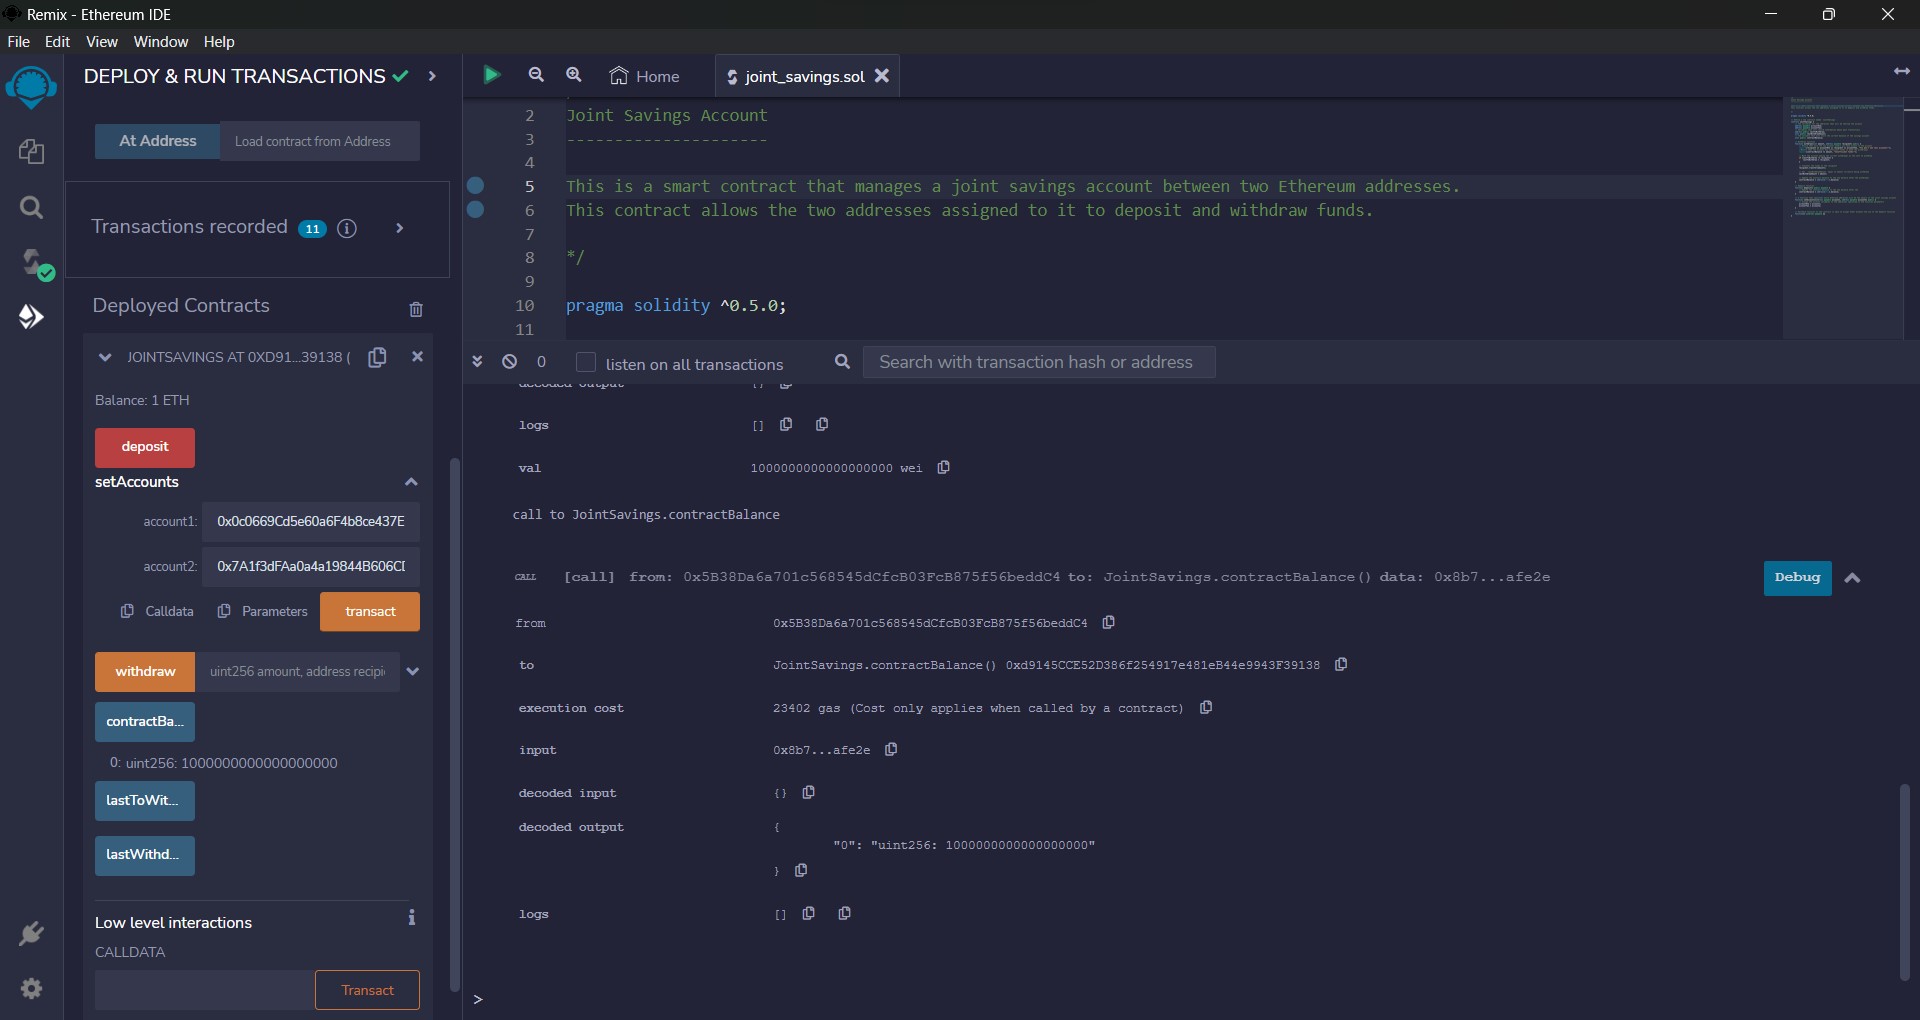 Remix - Ethereum IDE
File Edit View Window Help
DEPLOY & RUN TRANSACTIONS
At Address Load contract from Address
Transactions recorded 11
Deployed Contracts
JOINTSAVINGS AT 0XD91...39138 (
Balance: 1 ETH
deposit
setAccounts
account1: 0x0c0669Cd5e60a6F4b8ce437E
account2: 0x7A1f3dFAa0a4a19844B606CI
Calldata Parameters transact
withdraw uint256 amount, address recipi
contractBa...
0: uint256: 1000000000000000000
lastToWit...
lastWithd...
Low level interactions
CALLDATA
Transact
Home joint_savings.sol
2 Joint Savings Account
3 ---------------------
4
5 This is a smart contract that manages a joint savings account between two Ethereum addresses.
6 This contract allows the two addresses assigned to it to deposit and withdraw funds.
7
8 */
9
10 pragma solidity ^0.5.0;
11
0 listen on all transactions Search with transaction hash or address
decoded output {}
logs []
val 1000000000000000000 wei
call to JointSavings.contractBalance
CALL [call] from: 0x5B38Da6a701c568545dCfcB03FcB875f56beddC4 to: JointSavings.contractBalance() data: 0x8b7...afe2e Debug
from 0x5B38Da6a701c568545dCfcB03FcB875f56beddC4
to JointSavings.contractBalance() 0xd9145CCE52D386f254917e481eB44e9943F39138
execution cost 23402 gas (Cost only applies when called by a contract)
input 0x8b7...afe2e
decoded input {}
decoded output {
"0": "uint256: 1000000000000000000"
}
logs []
>